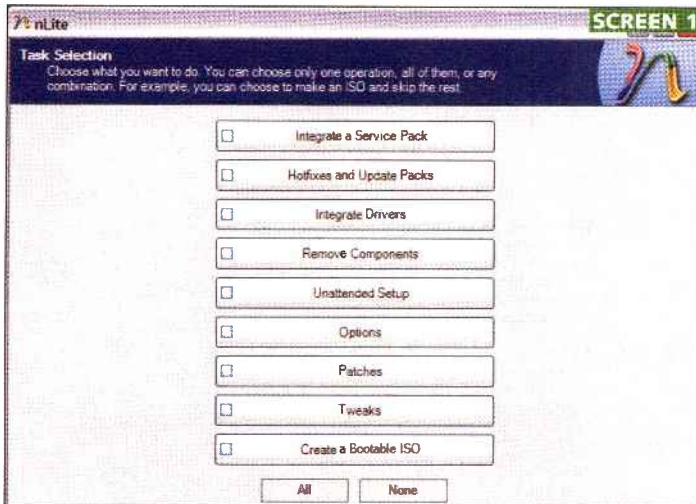 nLite
SCREEN 1
Task Selection
Choose what you want to do. You can choose only one operation, all of them, or any
combination. For example, you can choose to make an ISO and skip the rest.
Integrate a Service Pack
Hotfixes and Update Packs
Integrate Drivers
Remove Components
Unattended Setup
Options
Patches
Tweaks
Create a Bootable ISO
All
None